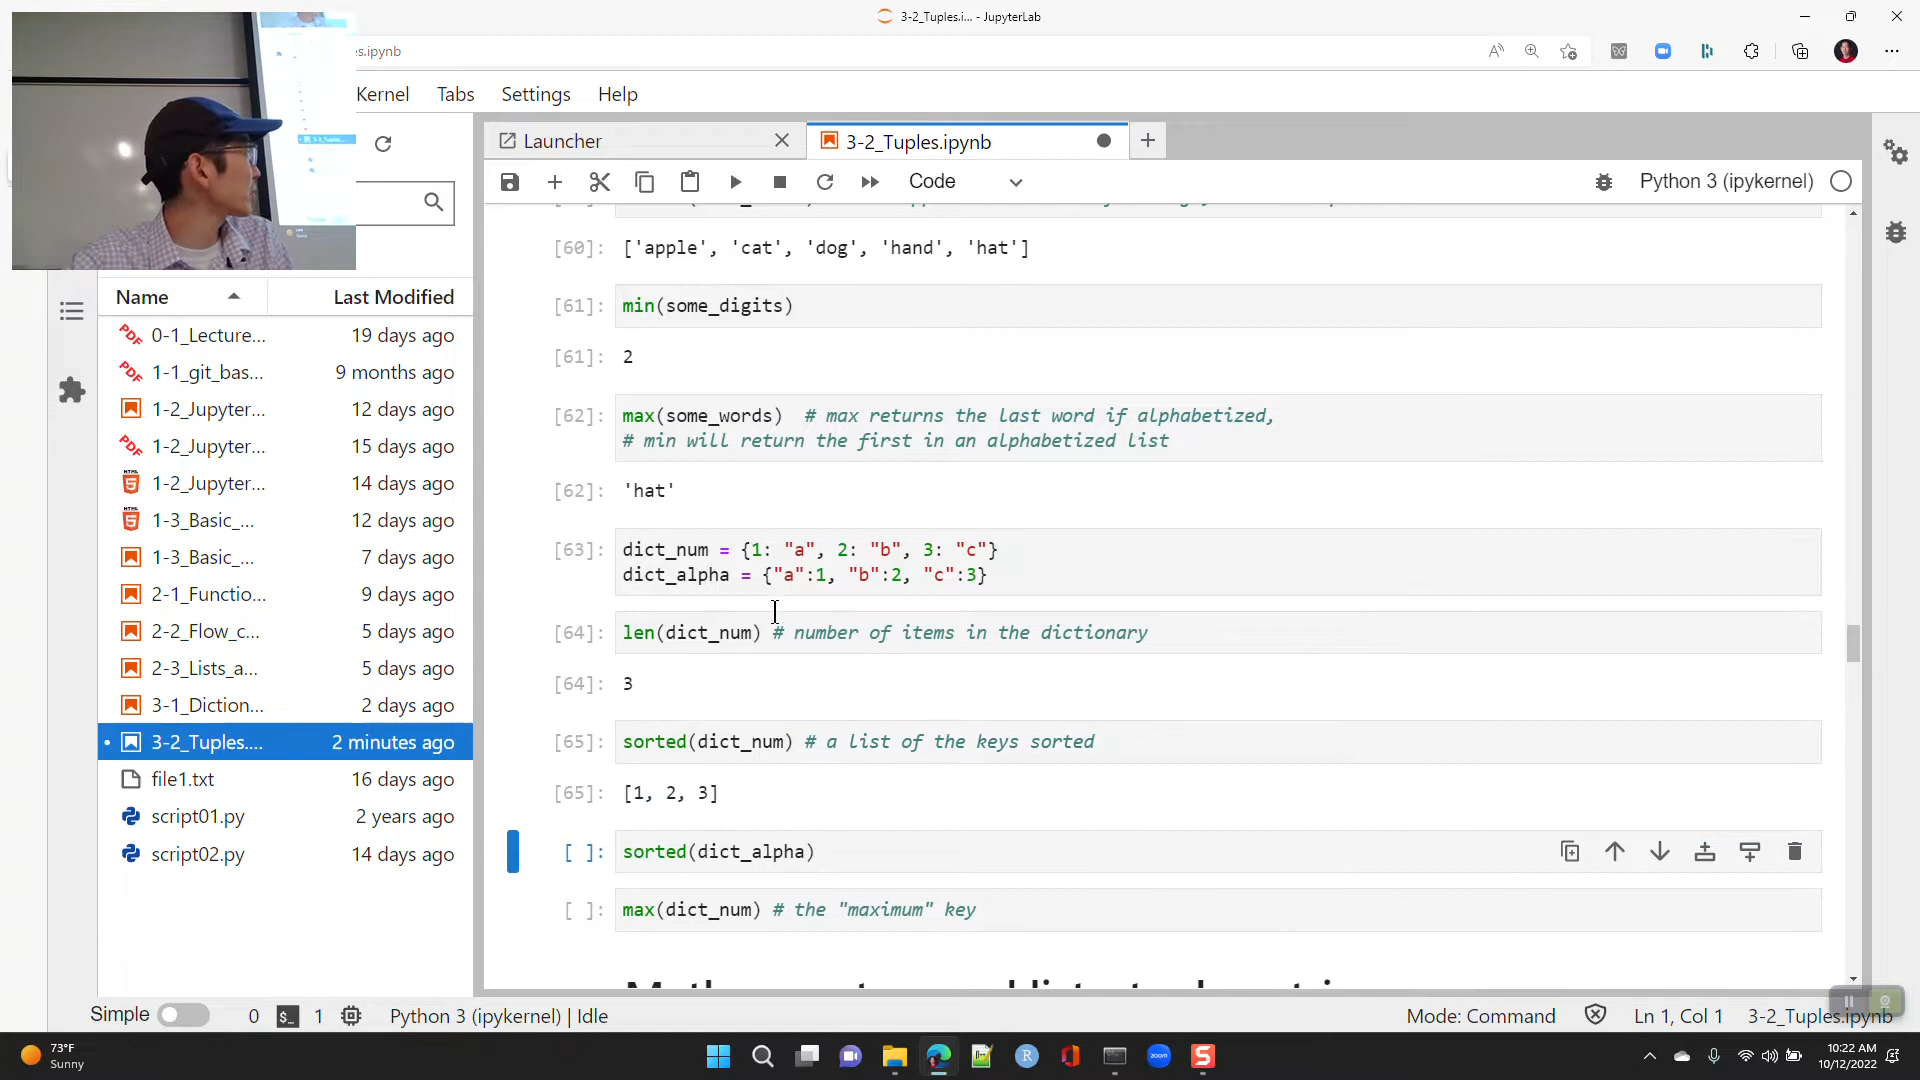 3-2_Tuples.i... - JupyterLab
es.ipynb
Kernel Tabs Settings Help
Launcher
3-2_Tuples.ipynb
Code
Python 3 (ipykernel)
[60]: ['apple', 'cat', 'dog', 'hand', 'hat']
[61]: min(some_digits)
[61]: 2
[62]: max(some_words)  # max returns the last word if alphabetized,
# min will return the first in an alphabetized list
[62]: 'hat'
[63]: dict_num = {1: "a", 2: "b", 3: "c"}
dict_alpha = {"a":1, "b":2, "c":3}
[64]: len(dict_num) # number of items in the dictionary
[64]: 3
[65]: sorted(dict_num) # a list of the keys sorted
[65]: [1, 2, 3]
[ ]: sorted(dict_alpha)
[ ]: max(dict_num) # the "maximum" key
Name Last Modified
0-1_Lecture... 19 days ago
1-1_git_bas... 9 months ago
1-2_Jupyter... 12 days ago
1-2_Jupyter... 15 days ago
1-2_Jupyter... 14 days ago
1-3_Basic_... 12 days ago
1-3_Basic_... 7 days ago
2-1_Functio... 9 days ago
2-2_Flow_c... 5 days ago
2-3_Lists_a... 5 days ago
3-1_Diction... 2 days ago
3-2_Tuples.... 2 minutes ago
file1.txt 16 days ago
script01.py 2 years ago
script02.py 14 days ago
Simple 0 $_ 1 Python 3 (ipykernel) | Idle
Mode: Command Ln 1, Col 1 3-2_Tuples.ipynb
73°F
Sunny
10:22 AM
10/12/2022